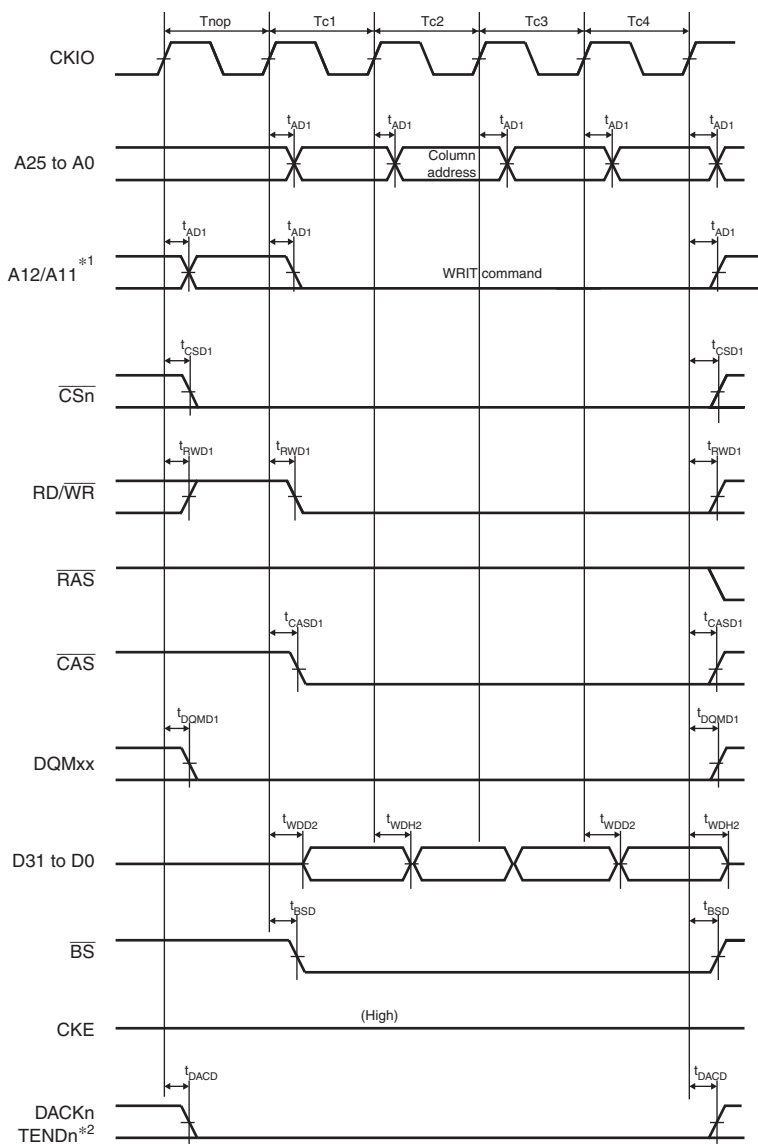 Tnop Tc1 Tc2 Tc3 Tc4
CKIO
tAD1 tAD1 tAD1 tAD1 tAD1
A25 to A0
Column
address
tAD1 tAD1 tAD1
A12/A11*1
WRIT command
tCSD1 tCSD1
CSn
tRWD1 tRWD1 tRWD1
RD/WR
RAS
tCASD1 tCASD1
CAS
tDQMD1 tDQMD1
DQMxx
tWDD2 tWDH2 tWDD2 tWDH2
D31 to D0
tBSD tBSD
BS
(High)
CKE
tDACD tDACD
DACKn
TENDn*2